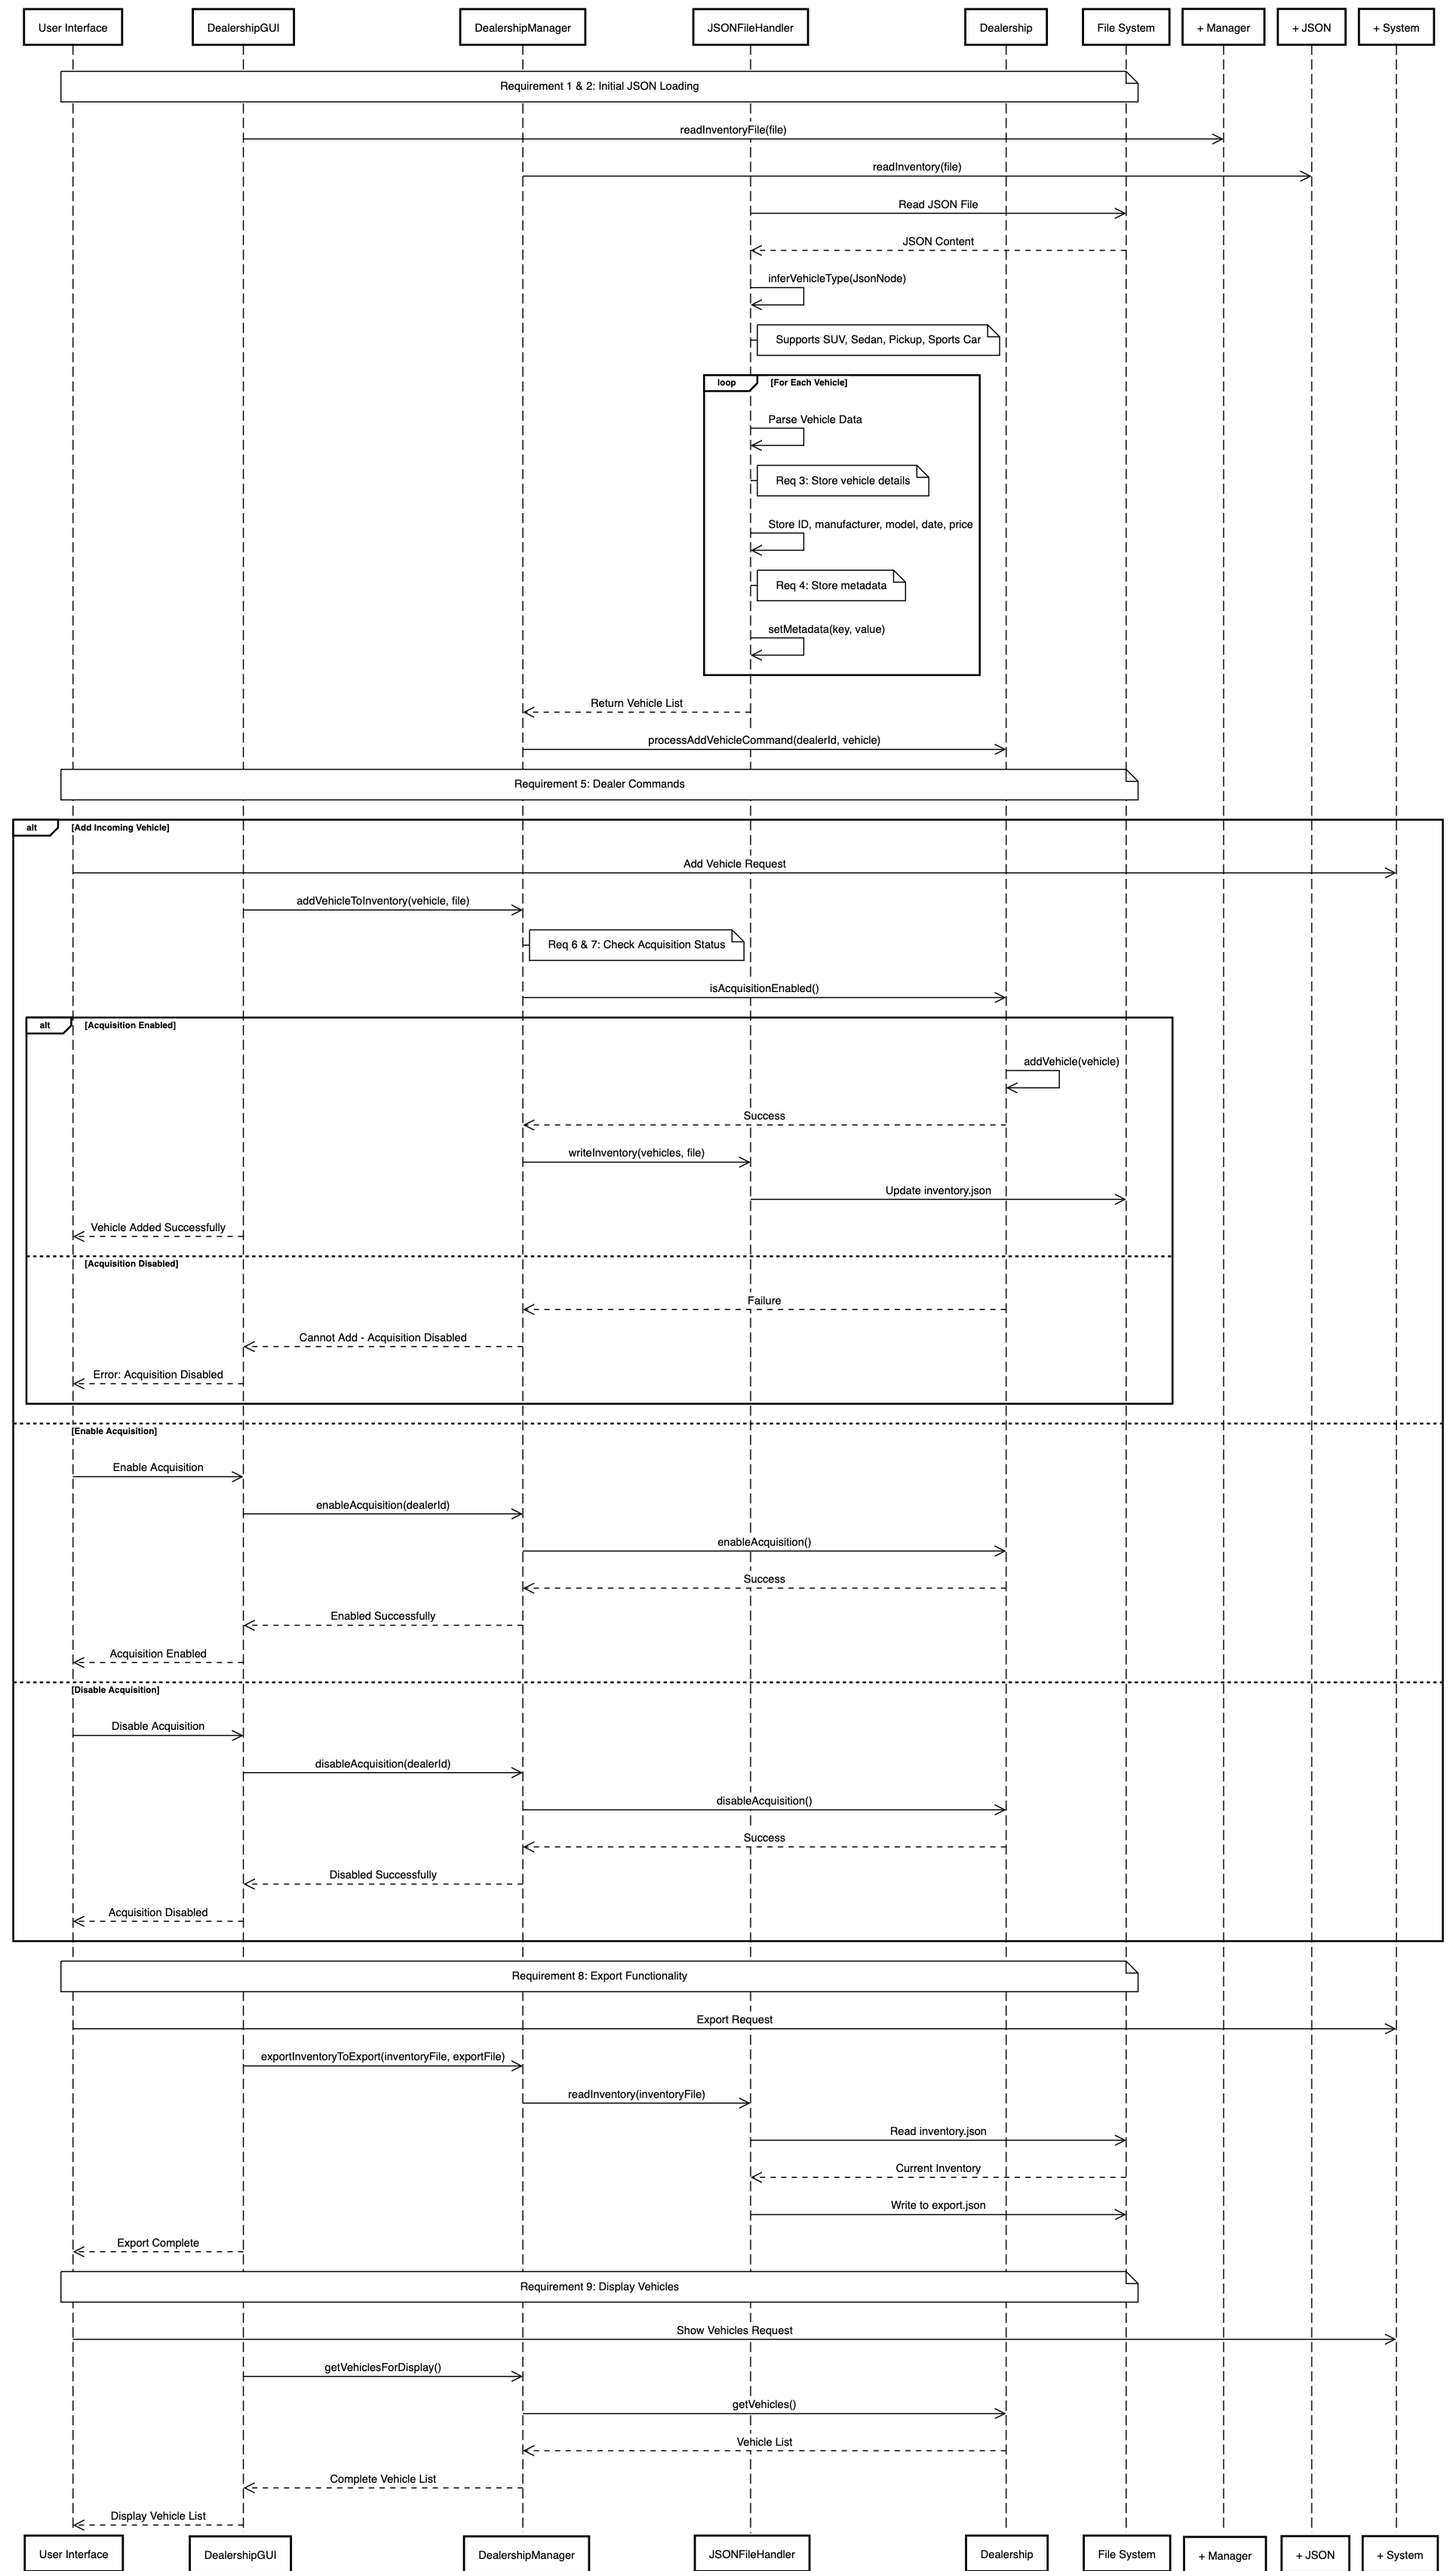 User Interface
DealershipGUI
DealershipManager
JSONFileHandler
Dealership
File System
+ Manager
+ JSON
+ System
Requirement 1 & 2: Initial JSON Loading
readInventoryFile(file)
readInventory(file)
Read JSON File
JSON Content
inferVehicleType(JsonNode)
Supports SUV, Sedan, Pickup, Sports Car
loop
[For Each Vehicle]
Parse Vehicle Data
Req 3: Store vehicle details
Store ID, manufacturer, model, date, price
Req 4: Store metadata
setMetadata(key, value)
Return Vehicle List
processAddVehicleCommand(dealerId, vehicle)
Requirement 5: Dealer Commands
alt
[Add Incoming Vehicle]
Add Vehicle Request
addVehicleToInventory(vehicle, file)
Req 6 & 7: Check Acquisition Status
isAcquisitionEnabled()
alt
[Acquisition Enabled]
addVehicle(vehicle)
Success
writeInventory(vehicles, file)
Update inventory.json
Vehicle Added Successfully
[Acquisition Disabled]
Failure
Cannot Add - Acquisition Disabled
Error: Acquisition Disabled
[Enable Acquisition]
Enable Acquisition
enableAcquisition(dealerId)
enableAcquisition()
Success
Enabled Successfully
Acquisition Enabled
[Disable Acquisition]
Disable Acquisition
disableAcquisition(dealerId)
disableAcquisition()
Success
Disabled Successfully
Acquisition Disabled
Requirement 8: Export Functionality
Export Request
exportInventoryToExport(inventoryFile, exportFile)
readInventory(inventoryFile)
Read inventory.json
Current Inventory
Write to export.json
Export Complete
Requirement 9: Display Vehicles
Show Vehicles Request
getVehiclesForDisplay()
getVehicles()
Vehicle List
Complete Vehicle List
Display Vehicle List
User Interface
DealershipGUI
DealershipManager
JSONFileHandler
Dealership
File System
+ Manager
+ JSON
+ System